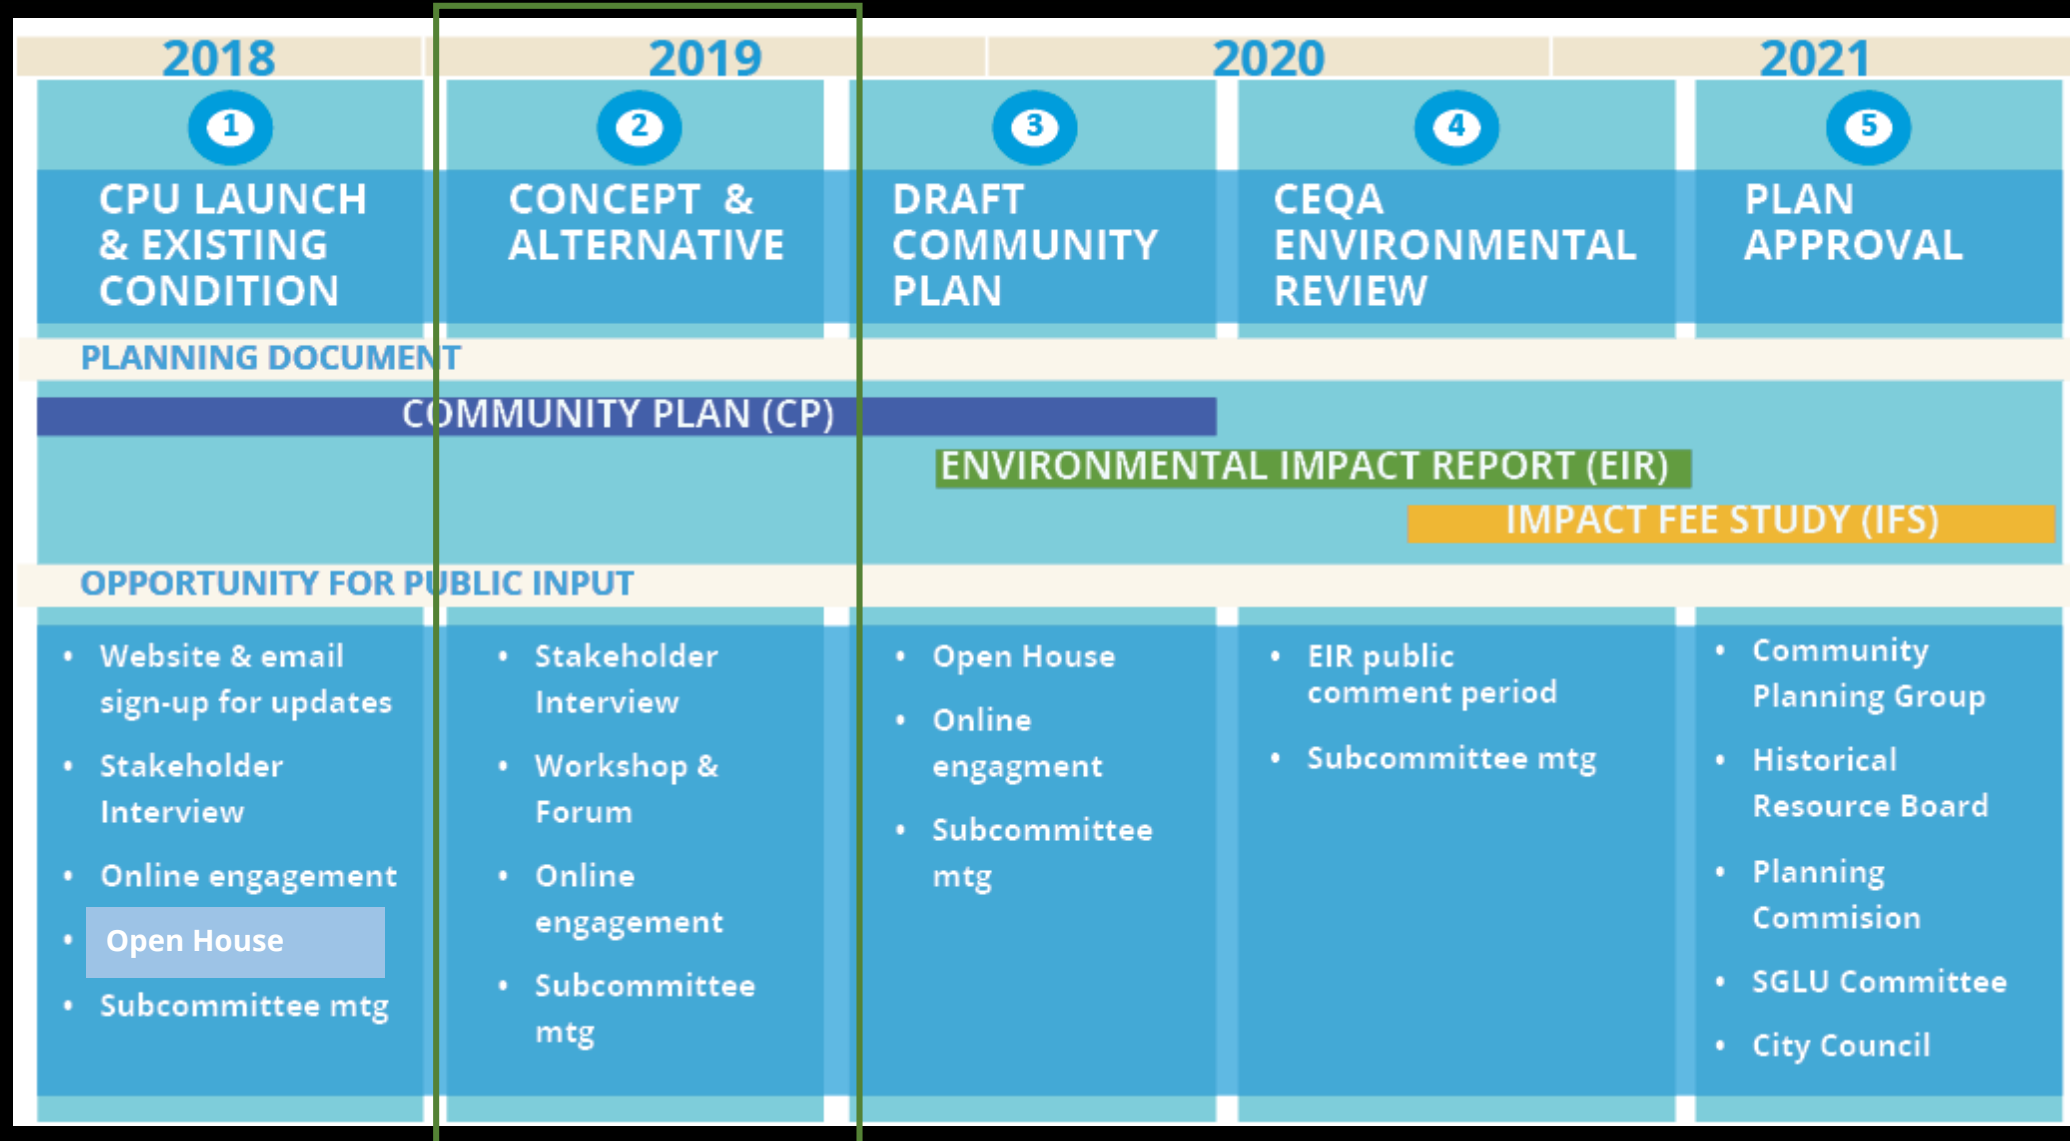 2018
2019
2020
2021
1
2
3
4
5
CPU LAUNCH
& EXISTING
CONDITION
CONCEPT &
ALTERNATIVE
DRAFT
COMMUNITY
PLAN
CEQA
ENVIRONMENTAL
REVIEW
PLAN
APPROVAL
PLANNING DOCUMENT
COMMUNITY PLAN (CP)
ENVIRONMENTAL IMPACT REPORT (EIR)
IMPACT FEE STUDY (IFS)
OPPORTUNITY FOR PUBLIC INPUT
• Website & email
sign-up for updates
• Stakeholder
Interview
• Online engagement
• Open House
• Subcommittee mtg
• Stakeholder
Interview
• Workshop &
Forum
• Online
engagement
• Subcommittee
mtg
• Open House
• Online
engagment
• Subcommittee
mtg
• EIR public
comment period
• Subcommittee mtg
• Community
Planning Group
• Historical
Resource Board
• Planning
Commision
• SGLU Committee
• City Council